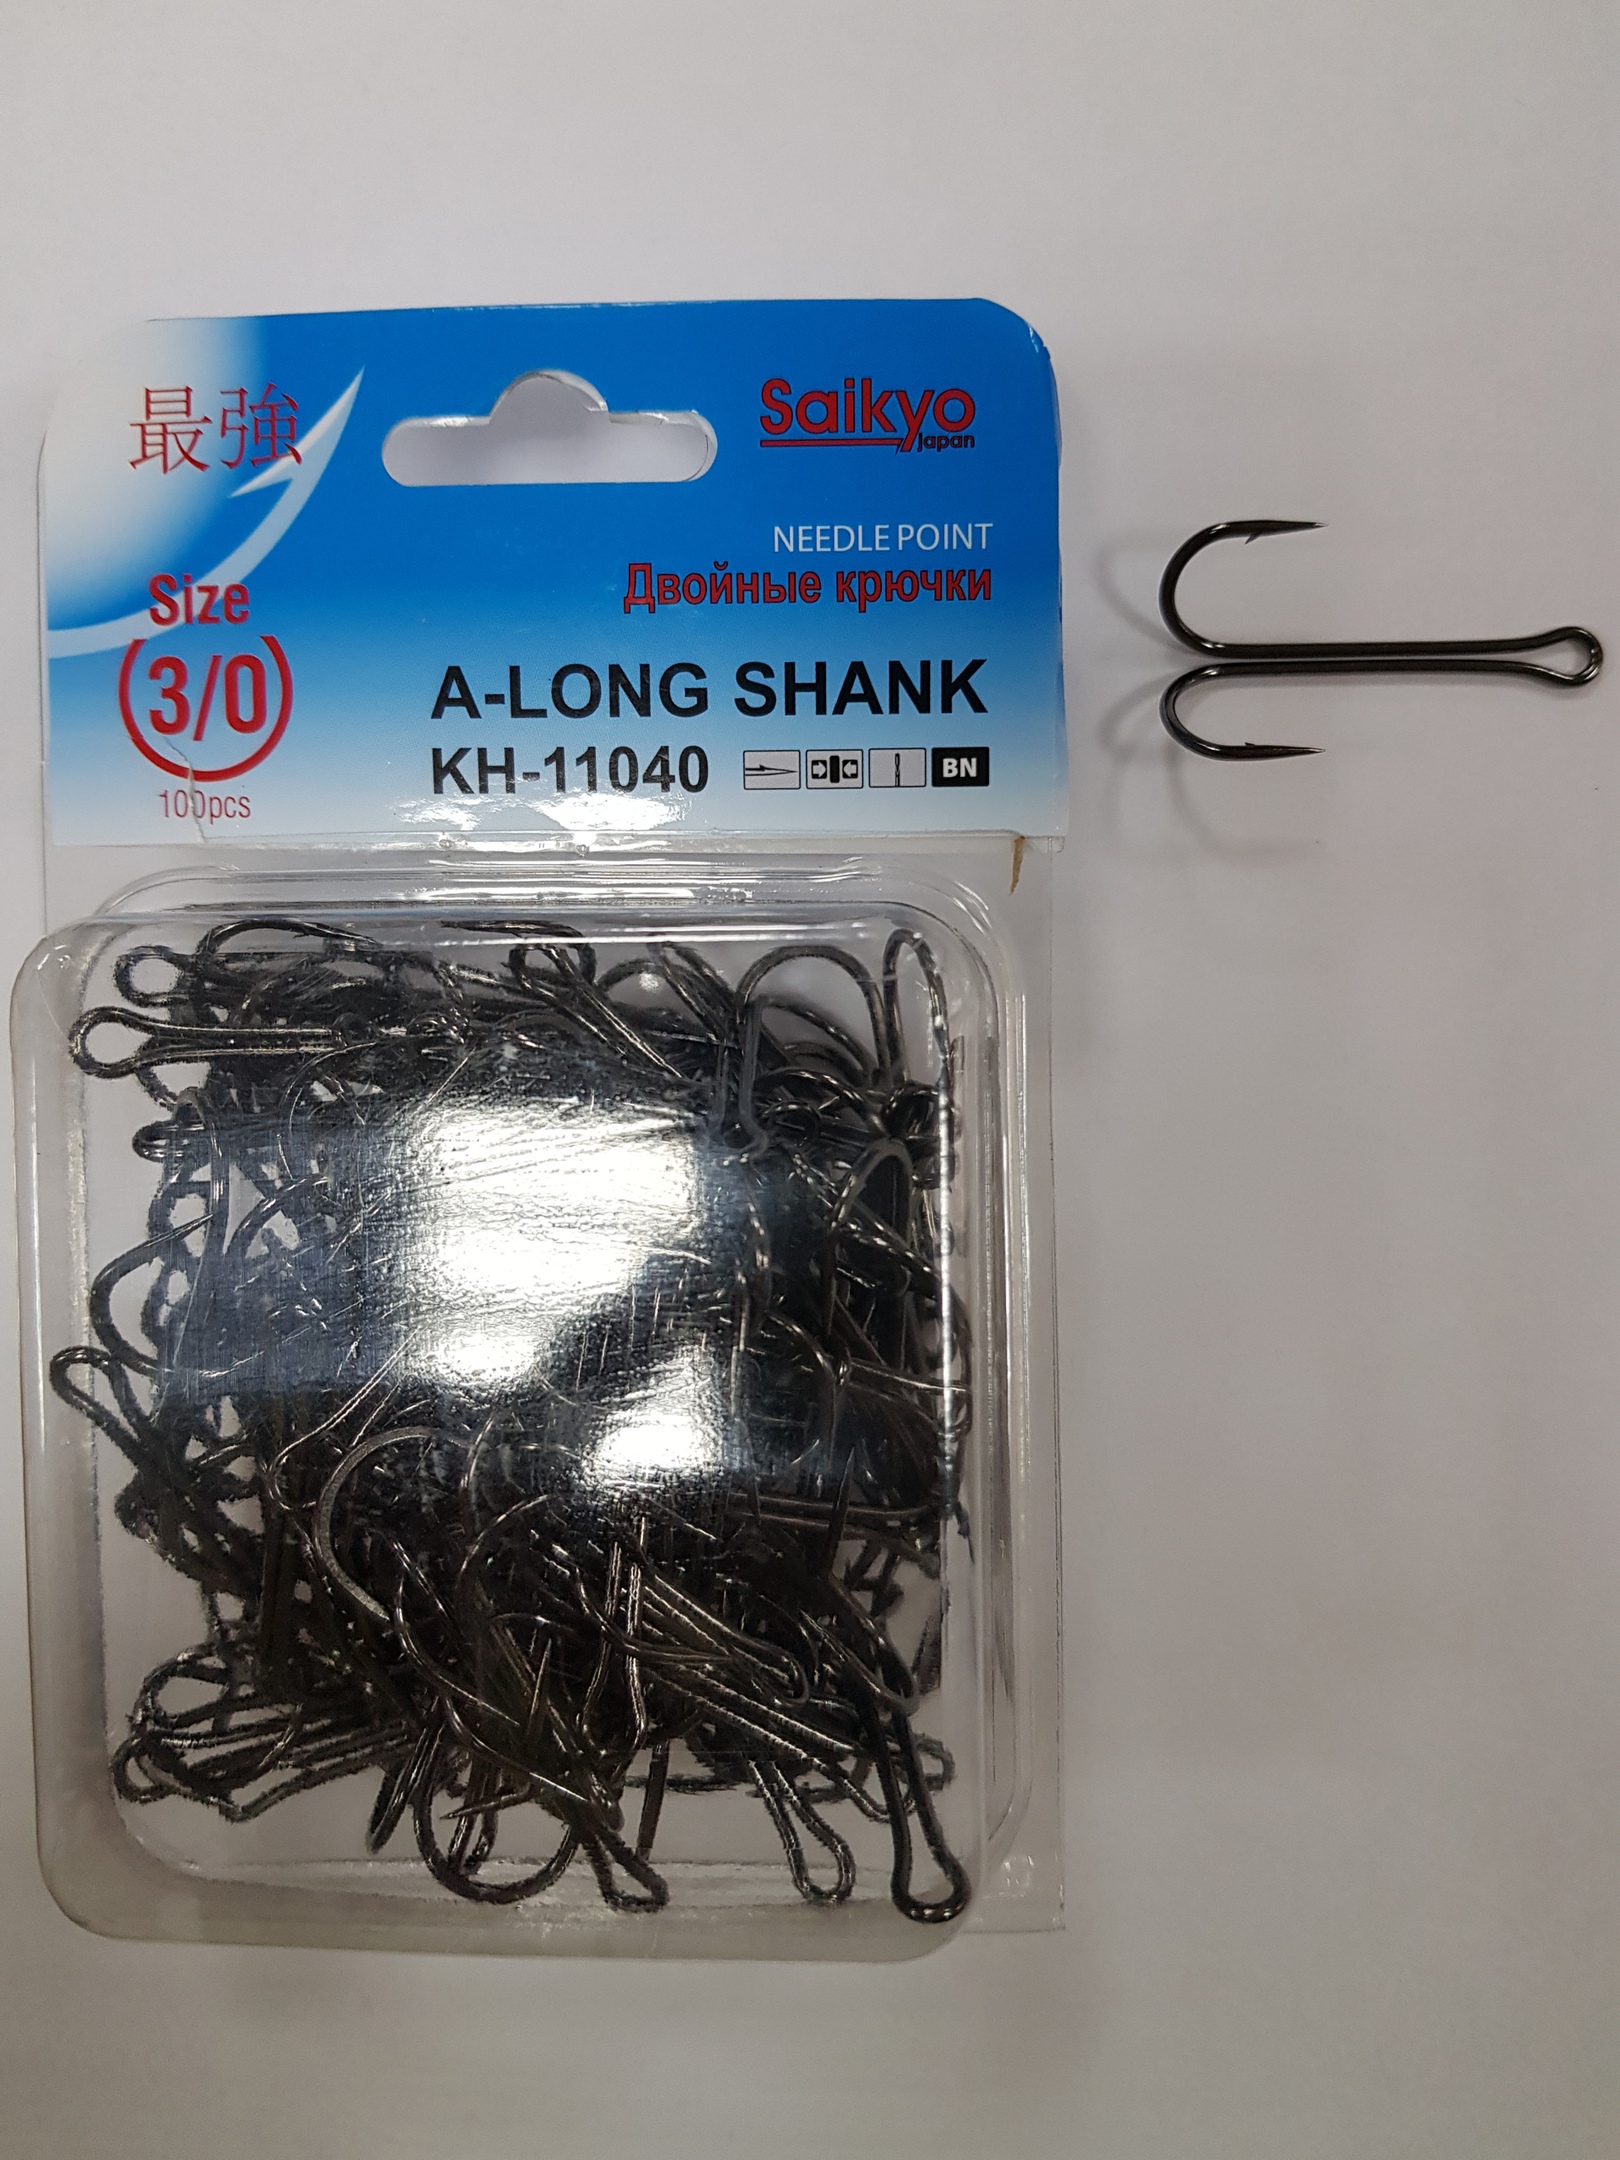 最強
Saikyo
Japan
NEEDLE POINT
Двойные крючки
Size
(3/0)
100pcs
A-LONG SHANK
KH-11040
BN